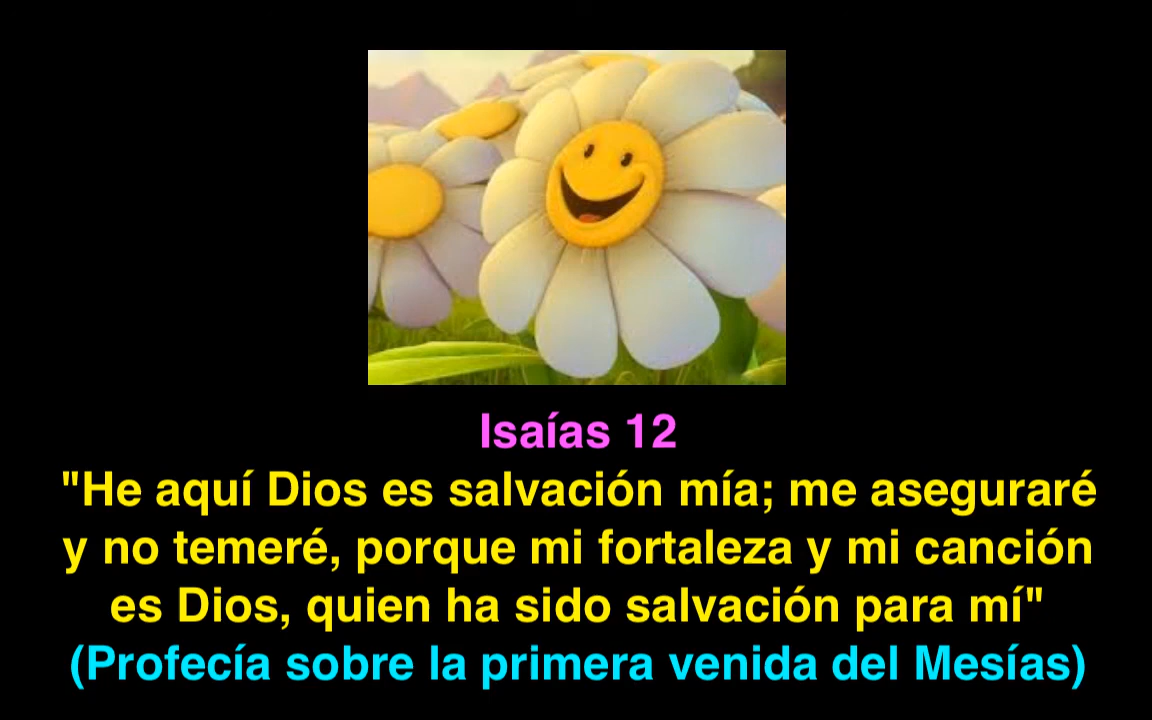 Isaías 12
"He aquí Dios es salvación mía; me aseguraré
y no temeré, porque mi fortaleza y mi canción
es Dios, quien ha sido salvación para mí"
(Profecía sobre la primera venida del Mesías)